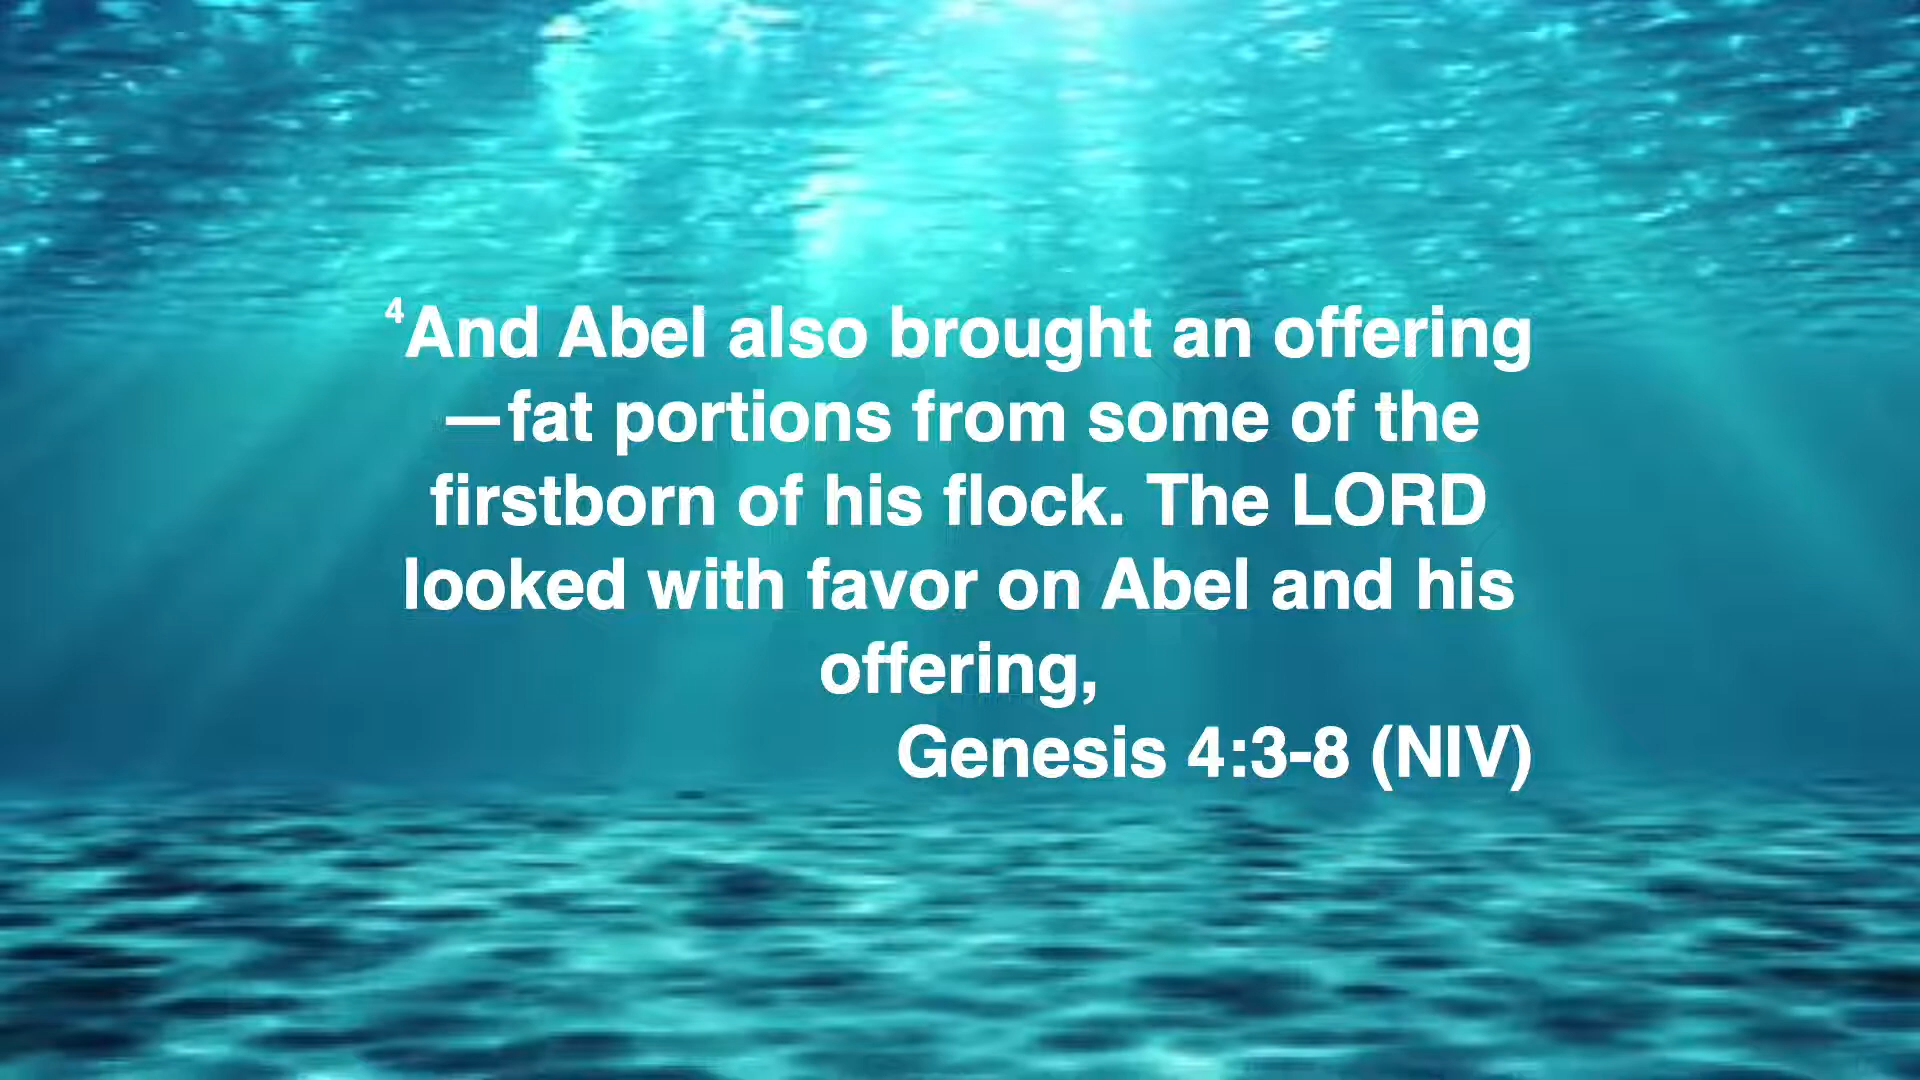 ⁴And Abel also brought an offering
—fat portions from some of the
firstborn of his flock. The LORD
looked with favor on Abel and his
offering,
Genesis 4:3-8 (NIV)